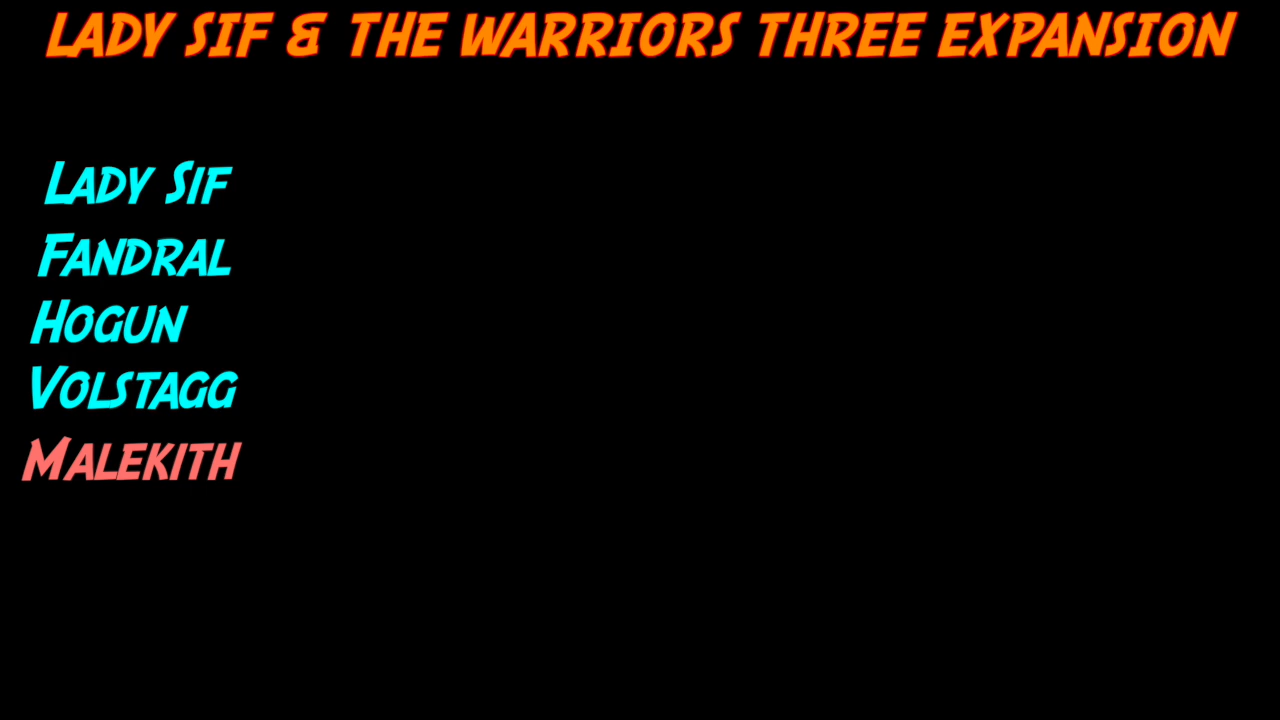 LADY SIF & THE WARRIORS THREE EXPANSION
LADY SIF
FANDRAL
HOGUN
VOLSTAGG
MALEKITH